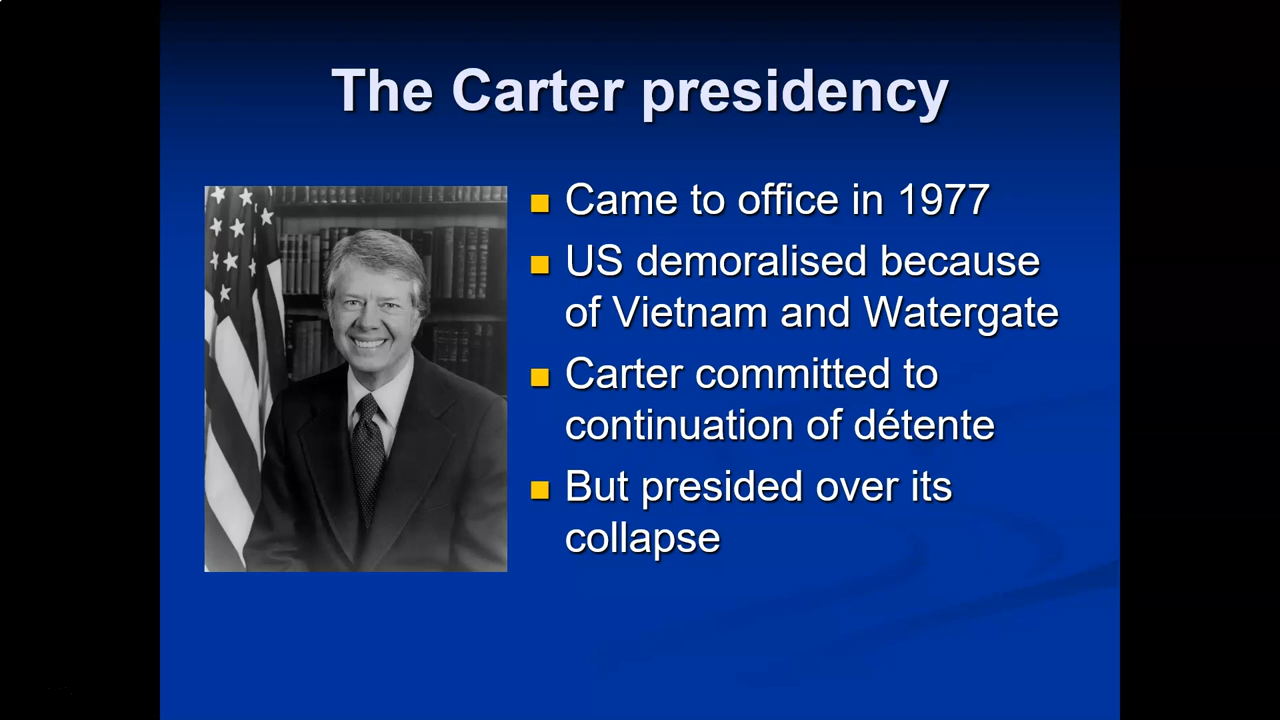 The Carter presidency
Came to office in 1977
US demoralised because
of Vietnam and Watergate
Carter committed to
continuation of détente
But presided over its
collapse